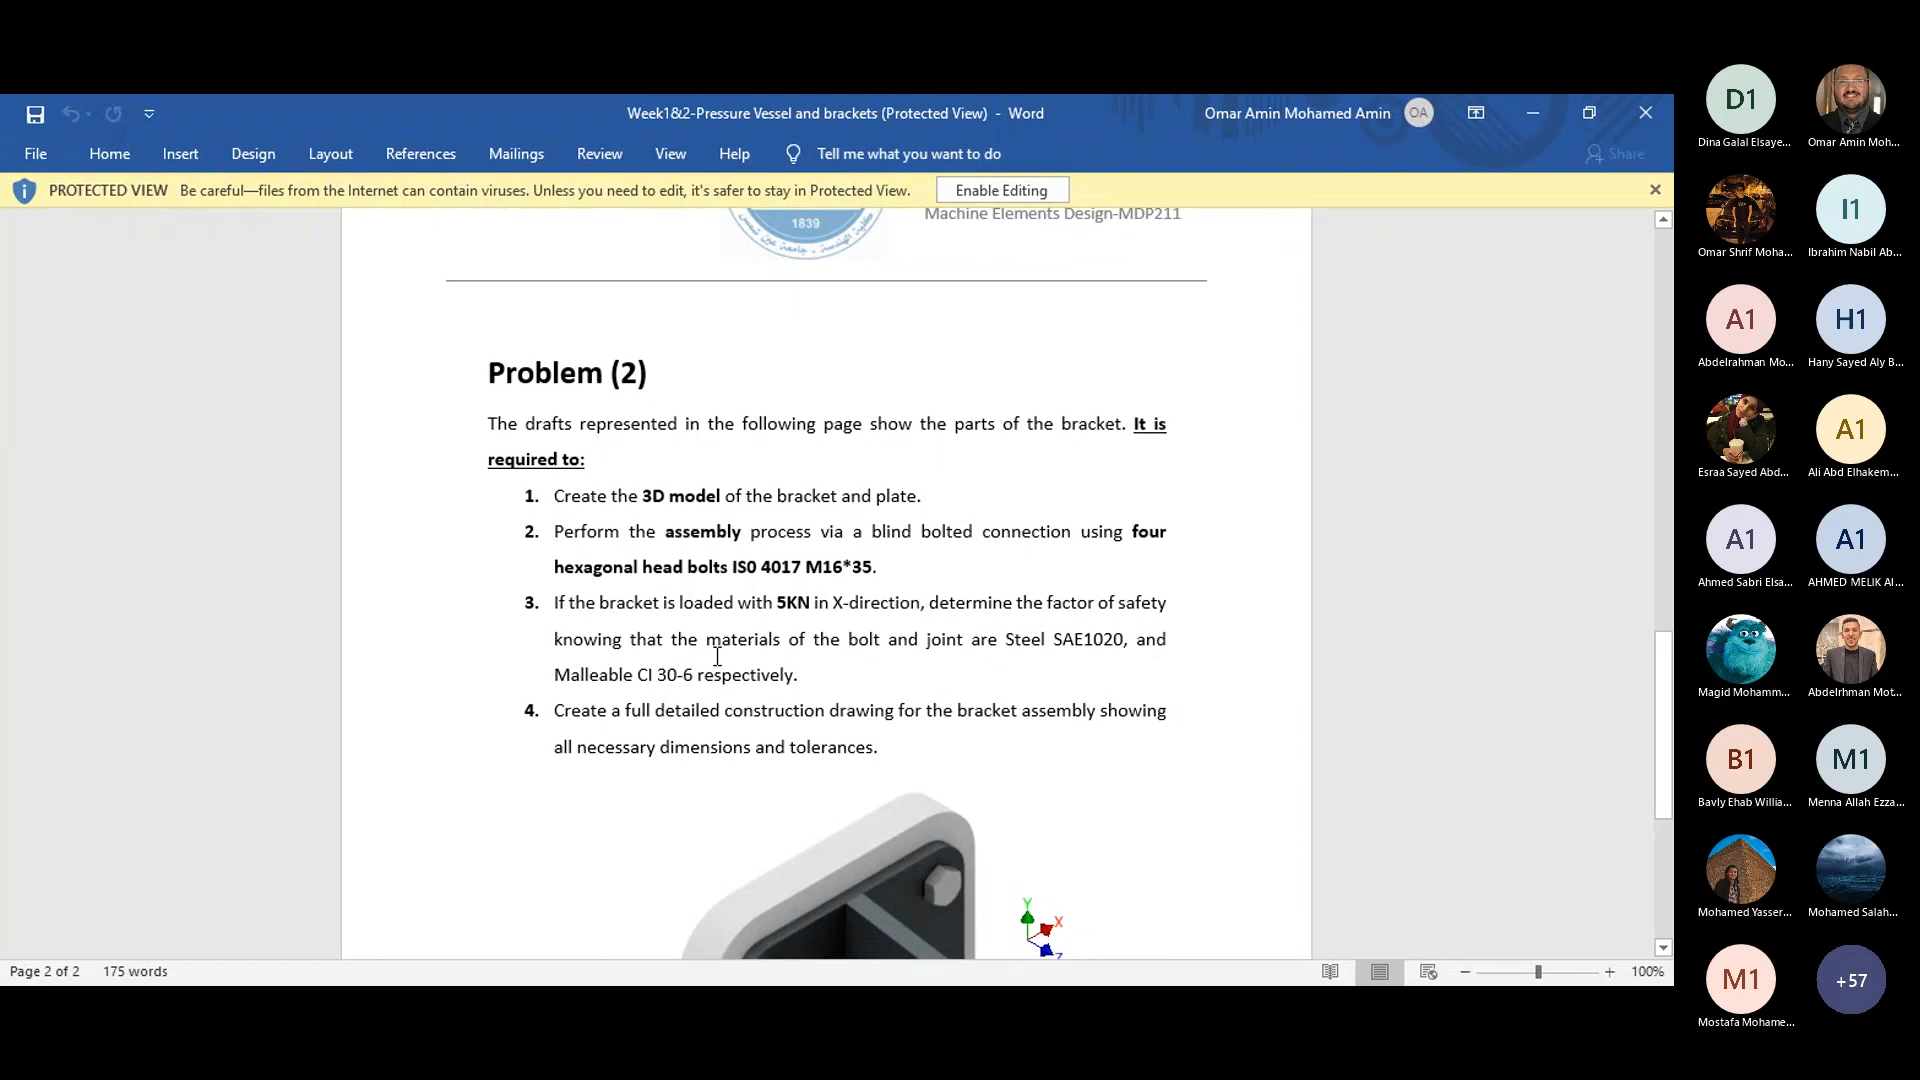 Week1&2-Pressure Vessel and brackets (Protected View) - Word
Omar Amin Mohamed Amin
OA
File
Home
Insert
Design
Layout
References
Mailings
Review
View
Help
Tell me what you want to do
Share
PROTECTED VIEW
Be careful—files from the Internet can contain viruses. Unless you need to edit, it's safer to stay in Protected View.
Enable Editing
Machine Elements Design-MDP211
1839
كلية الهندسة - جامعة عين شمس
Problem (2)
The drafts represented in the following page show the parts of the bracket. It is
required to:
1. Create the 3D model of the bracket and plate.
2. Perform the assembly process via a blind bolted connection using four
hexagonal head bolts IS0 4017 M16*35.
3. If the bracket is loaded with 5KN in X-direction, determine the factor of safety
knowing that the materials of the bolt and joint are Steel SAE1020, and
Malleable CI 30-6 respectively.
4. Create a full detailed construction drawing for the bracket assembly showing
all necessary dimensions and tolerances.
Y
X
Z
Page 2 of 2
175 words
100%
D1
Dina Galal Elsaye...
Omar Amin Moh...
Omar Shrif Moha...
I1
Ibrahim Nabil Ab...
A1
Abdelrahman Mo...
H1
Hany Sayed Aly B...
Esraa Sayed Abd...
A1
Ali Abd Elhakem...
A1
Ahmed Sabri Elsa...
A1
AHMED MELIK Al...
Magid Mohamm...
Abdelrhman Mot...
B1
Bavly Ehab Willia...
M1
Menna Allah Ezza...
Mohamed Yasser...
Mohamed Salah...
M1
Mostafa Mohame...
+57